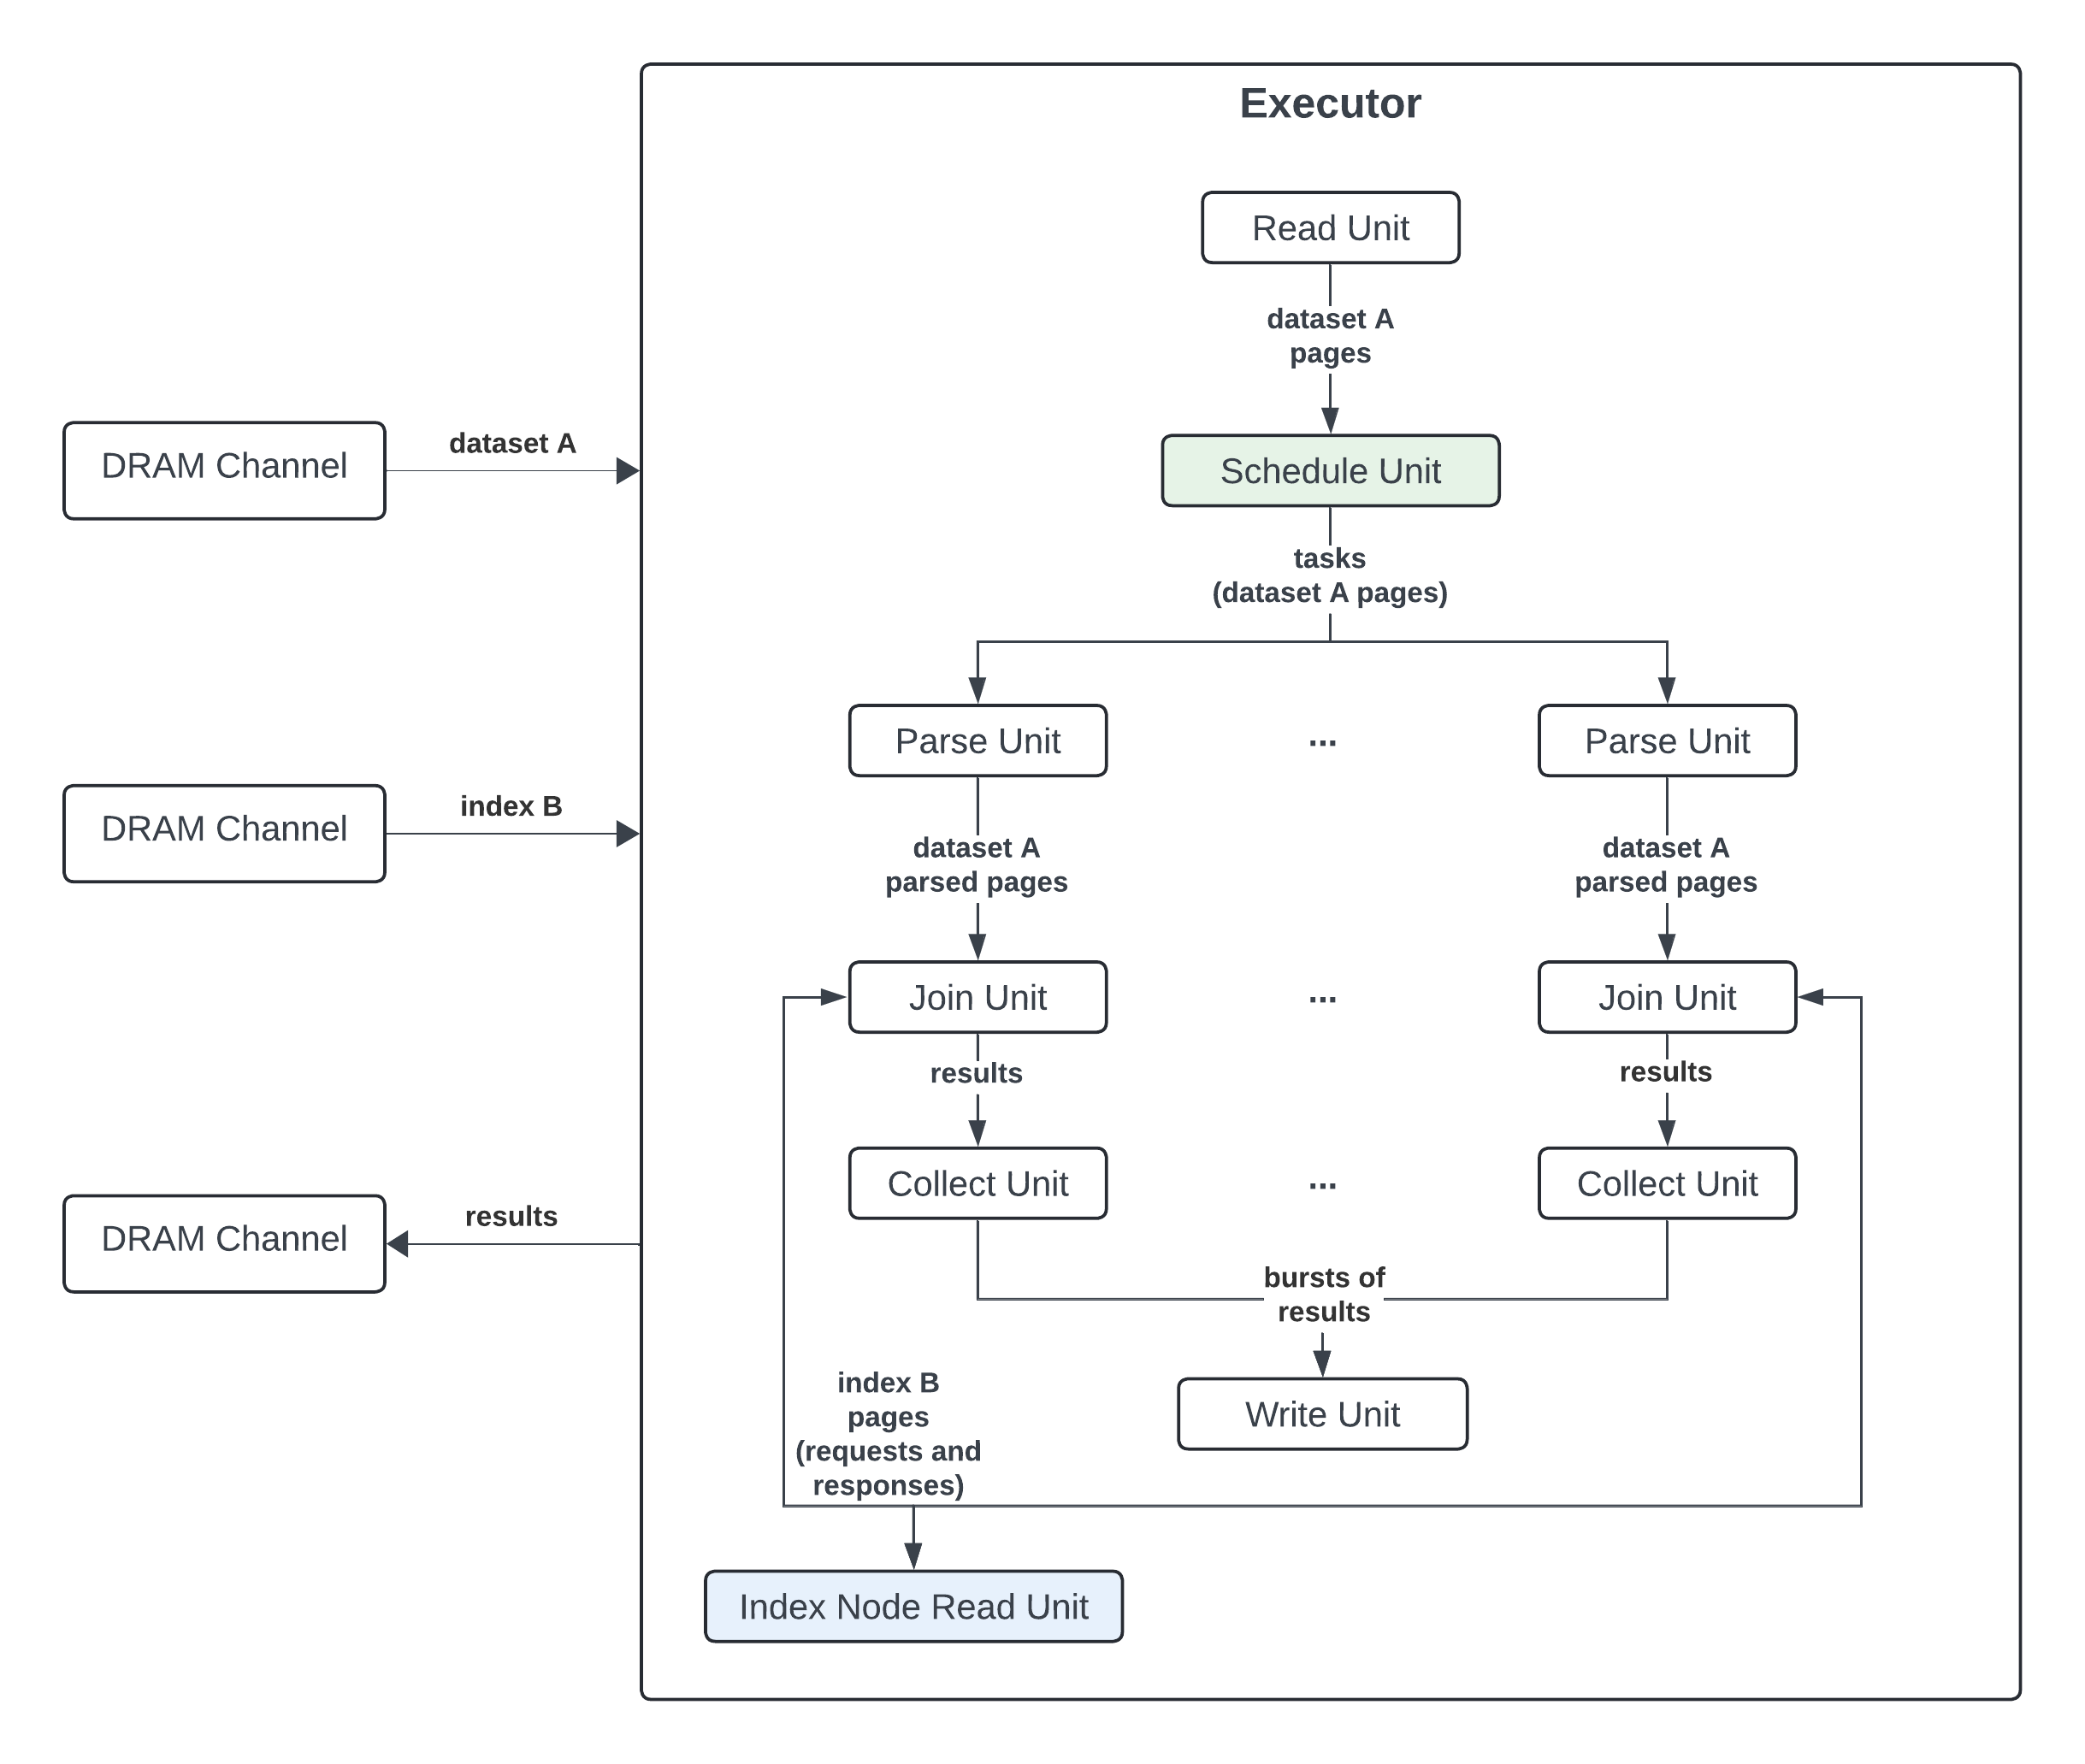 Executor
Read Unit
dataset A
pages
DRAM Channel
dataset A
Schedule Unit
tasks
(dataset A pages)
Parse Unit
...
Parse Unit
DRAM Channel
index B
dataset A
parsed pages
dataset A
parsed pages
Join Unit
...
Join Unit
results
results
Collect Unit
...
Collect Unit
DRAM Channel
results
bursts of
results
index B
pages
(requests and
responses)
Write Unit
Index Node Read Unit